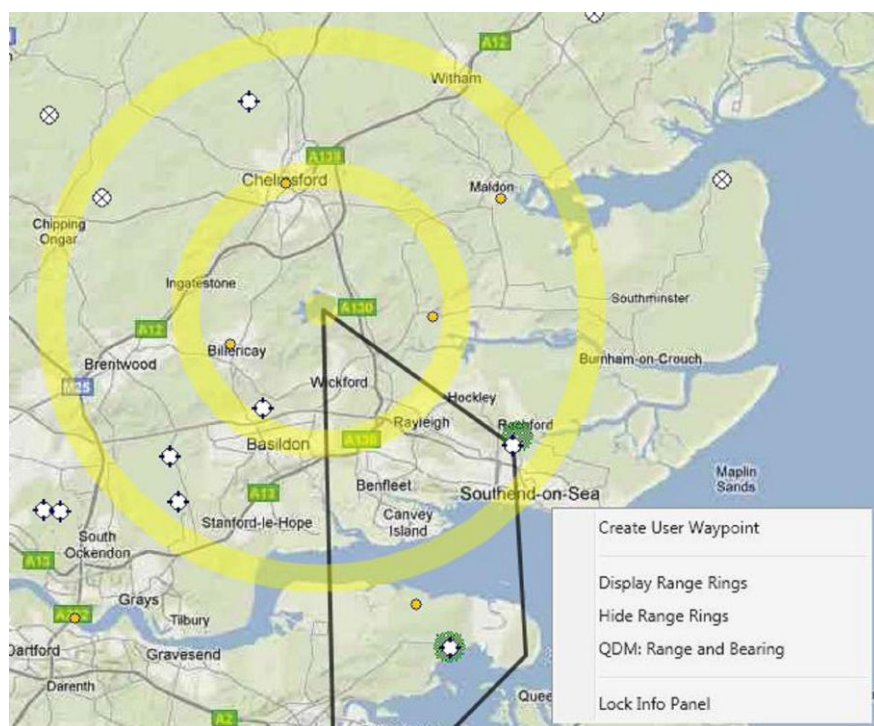 A12
Witham
A138
Chelmsford
Maldon
Chipping
Ongar
Ingatestone
A130
Southminster
A12
Brentwood
Billericay
Burnham-on-Crouch
M25
Wickford
Hockley
Rayleigh
Rochford
Basildon
A130
Maplin
Sands
Benfleet
A13
Southend-on-Sea
Stanford-le-Hope
Canvey
Island
South
Ockendon
A13
Grays
Tilbury
Dartford
Gravesend
Darenth
A2
Quee
Create User Waypoint
Display Range Rings
Hide Range Rings
QDM: Range and Bearing
Lock Info Panel